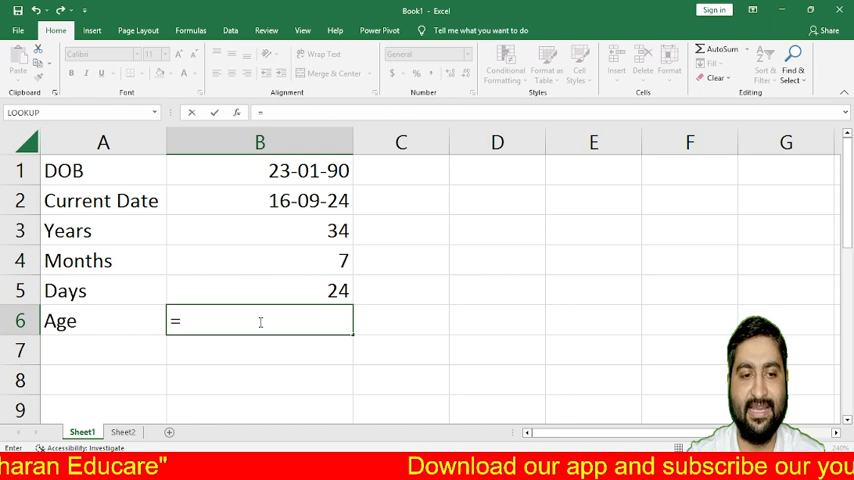 Book1 - Excel
Sign in
File Home Insert Page Layout Formulas Data Review View Help Power Pivot Tell me what you want to do Share
Paste
Calibri 11
B I U
Wrap Text
Merge & Center
General
Conditional Formatting
Format as Table
Cell Styles
Insert Delete Format
AutoSum
Fill
Clear
Sort & Filter
Find & Select
Clipboard Font Alignment Number Styles Cells Editing
LOOKUP fx =
A B C D E F G
1 DOB 23-01-90
2 Current Date 16-09-24
3 Years 34
4 Months 7
5 Days 24
6 Age =
7
8
9
Sheet1 Sheet2
Enter Accessibility: Investigate 240%
haran Educare" Download our app and subscribe our you